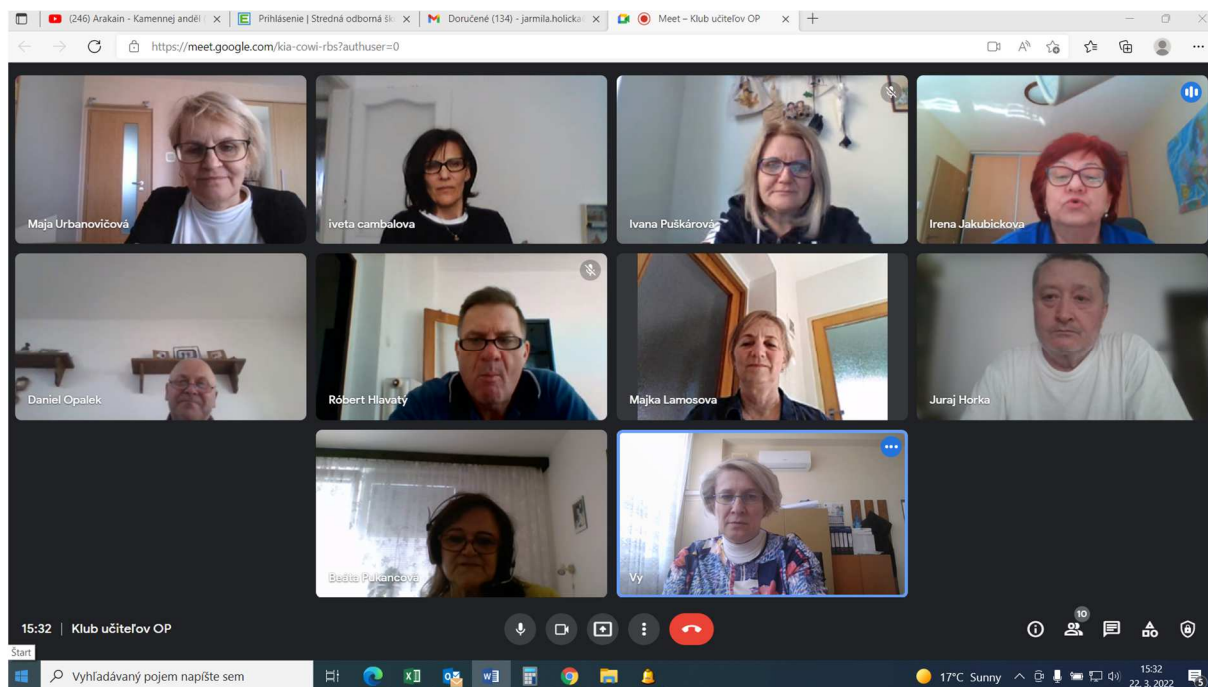 (246) Arakain - Kamennej anděl (
Prihlásenie | Stredná odborná šk
Doručené (134) - jarmila.holicka
Meet – Klub učiteľov OP
https://meet.google.com/kia-cowi-rbs?authuser=0
Maja Urbanovičová
iveta cambalova
Ivana Puškárová
Irena Jakubickova
Daniel Opalek
Róbert Hlavatý
Majka Lamosova
Juraj Horka
Beáta Pukancová
Vy
15:32 | Klub učiteľov OP
10
Štart
Vyhľadávaný pojem napíšte sem
17°C Sunny
15:32
22. 3. 2022
5